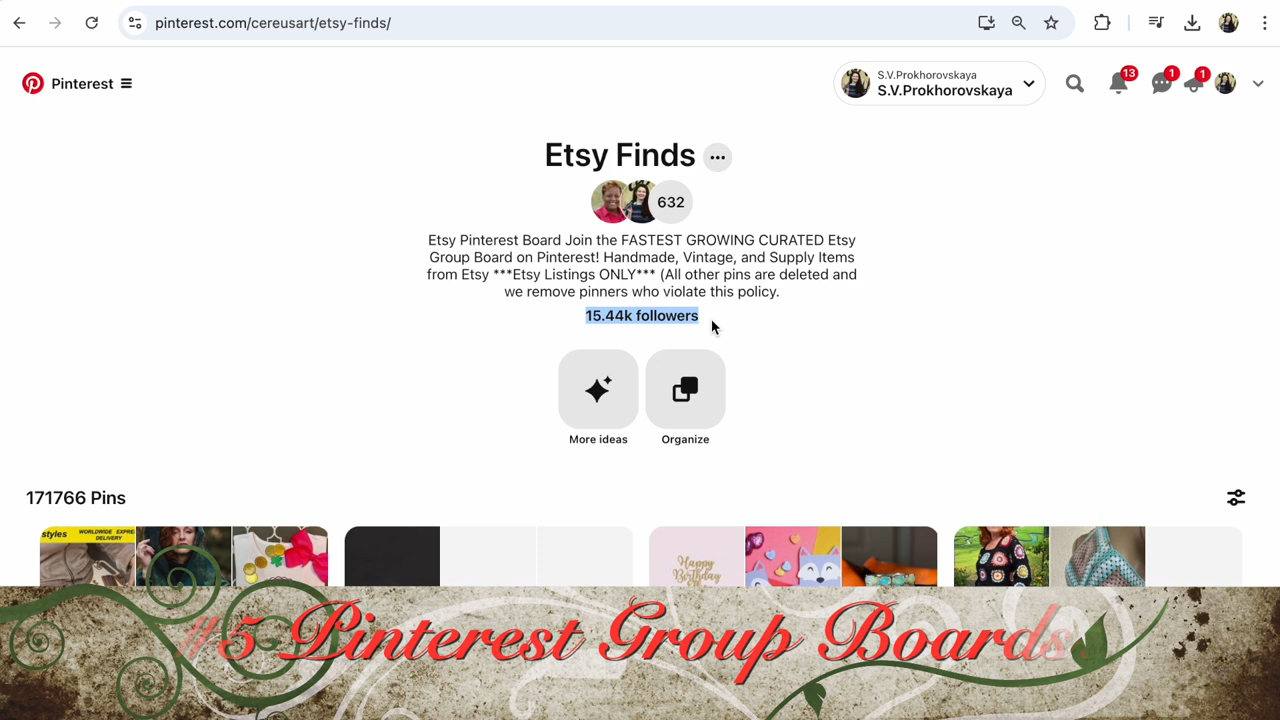 pinterest.com/cereusart/etsy-finds/
Pinterest
S.V.Prokhorovskaya
S.V.Prokhorovskaya
13
1
1
Etsy Finds
632
Etsy Pinterest Board Join the FASTEST GROWING CURATED Etsy
Group Board on Pinterest! Handmade, Vintage, and Supply Items
from Etsy ***Etsy Listings ONLY*** (All other pins are deleted and
we remove pinners who violate this policy.
15.44k followers
More ideas
Organize
171766 Pins
styles
WORLDWIDE EXPRE
DELIVERY
Happy
Birthday
#5 Pinterest Group Boards